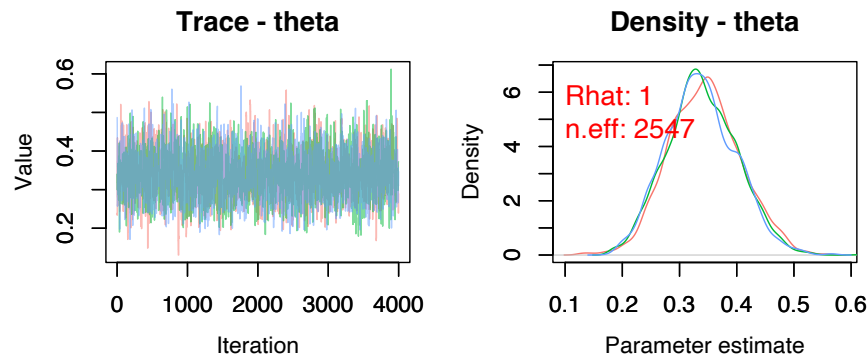 Trace - theta
Value
0.2
0.4
0.6
0
1000
2000
3000
4000
Iteration
Density - theta
Density
0
2
4
6
Rhat: 1
n.eff: 2547
0.1
0.2
0.3
0.4
0.5
0.6
Parameter estimate